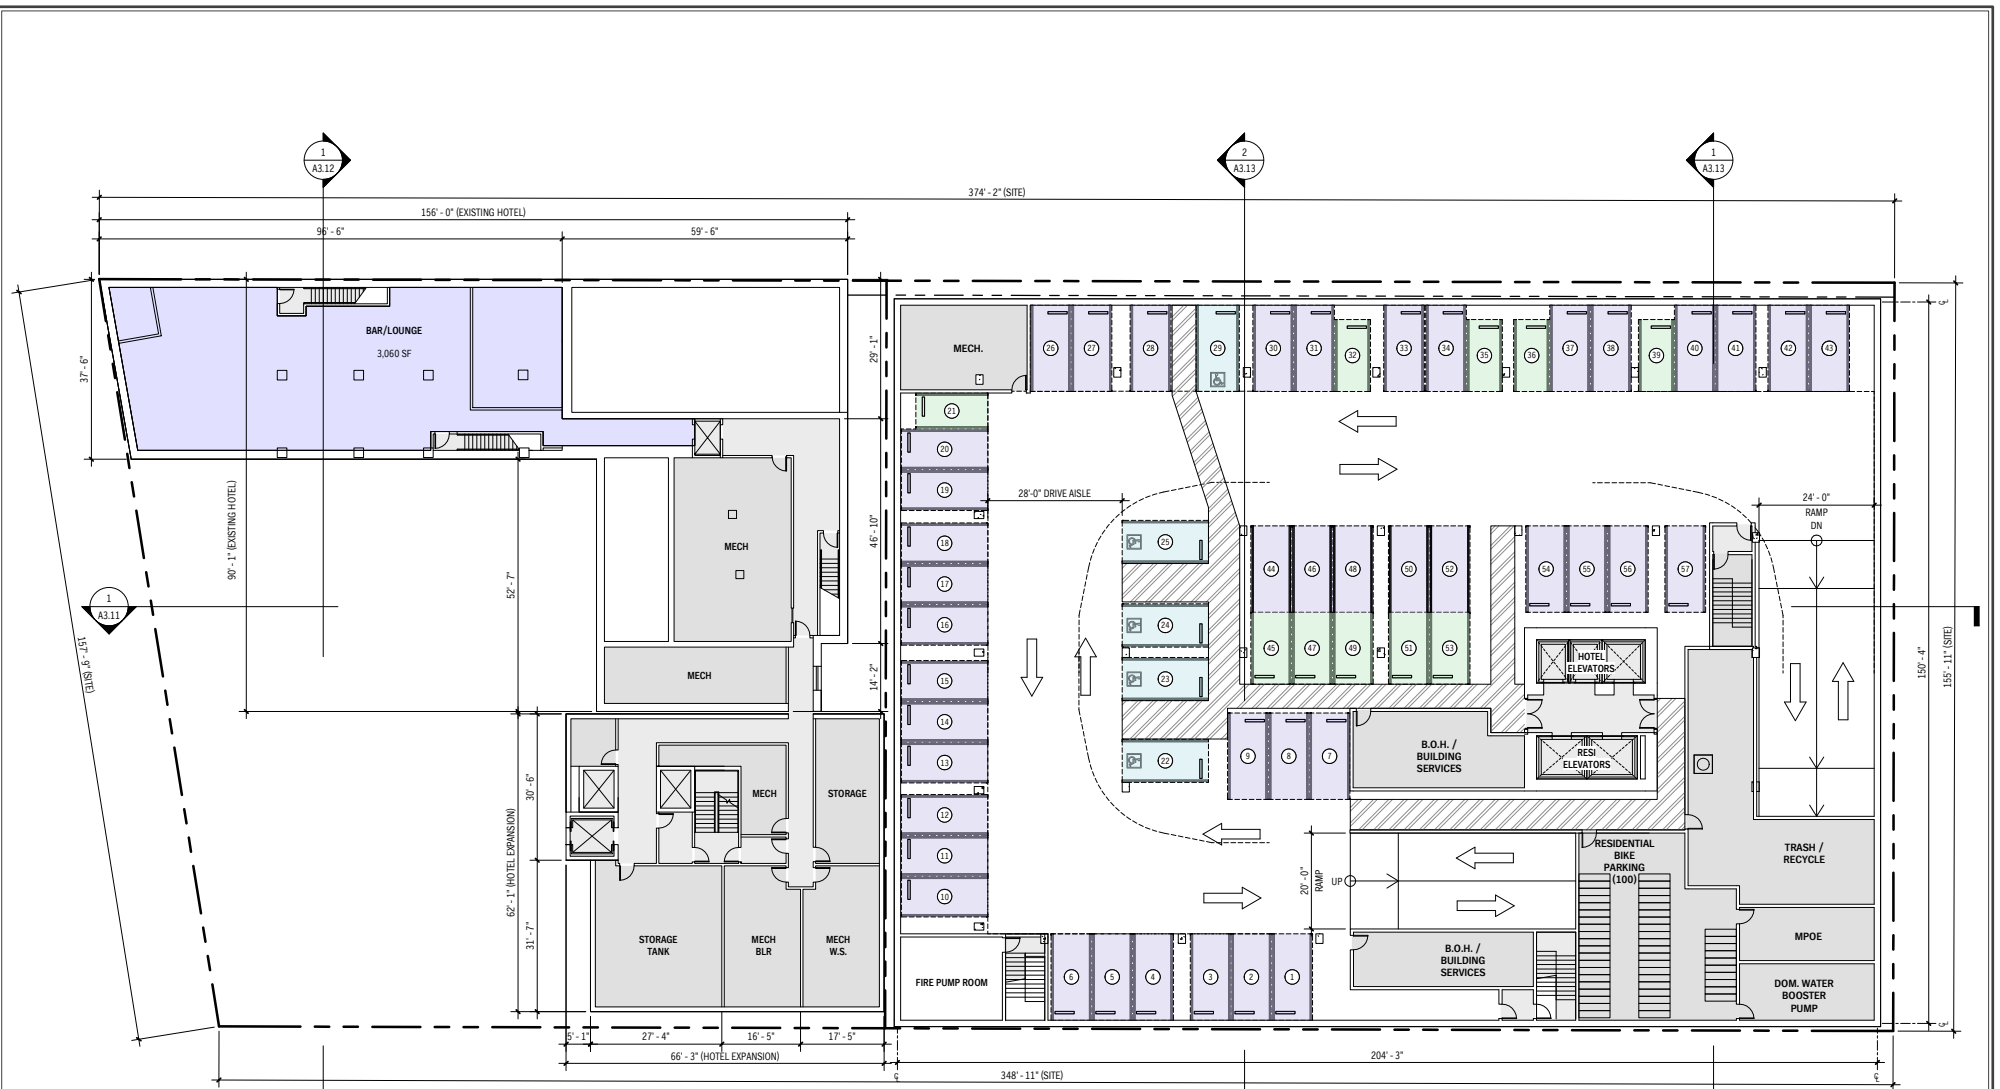 1
A3.12
2
A3.13
1
A3.13
374' - 2" (SITE)
156' - 0" (EXISTING HOTEL)
96' - 6"
59' - 6"
BAR/LOUNGE
3,060 SF
37' - 6"
29' - 1"
MECH.
26
27
28
29
30
31
32
33
34
35
36
37
38
39
40
41
42
43
21
20
19
28'-0" DRIVE AISLE
24' - 0"
RAMP
DN
90' - 1" (EXISTING HOTEL)
52' - 7"
46' - 10"
MECH
18
17
16
25
24
23
22
44
46
48
50
52
54
55
56
57
45
47
49
51
53
1
A3.11
157' - 9" (SITE)
14' - 2"
MECH
HOTEL
ELEVATORS
150' - 4"
155' - 11" (SITE)
15
14
13
9
8
7
B.O.H. /
BUILDING
SERVICES
RESI
ELEVATORS
30' - 6"
MECH
STORAGE
62' - 1" (HOTEL EXPANSION)
12
11
10
20' - 0"
RAMP
UP
RESIDENTIAL
BIKE
PARKING
(100)
TRASH /
RECYCLE
31' - 7"
STORAGE
TANK
MECH
BLR
MECH
W.S.
FIRE PUMP ROOM
6
5
4
3
2
1
B.O.H. /
BUILDING
SERVICES
MPOE
DOM. WATER
BOOSTER
PUMP
5' - 1"
27' - 4"
16' - 5"
17' - 5"
66' - 3" (HOTEL EXPANSION)
204' - 3"
348' - 11" (SITE)